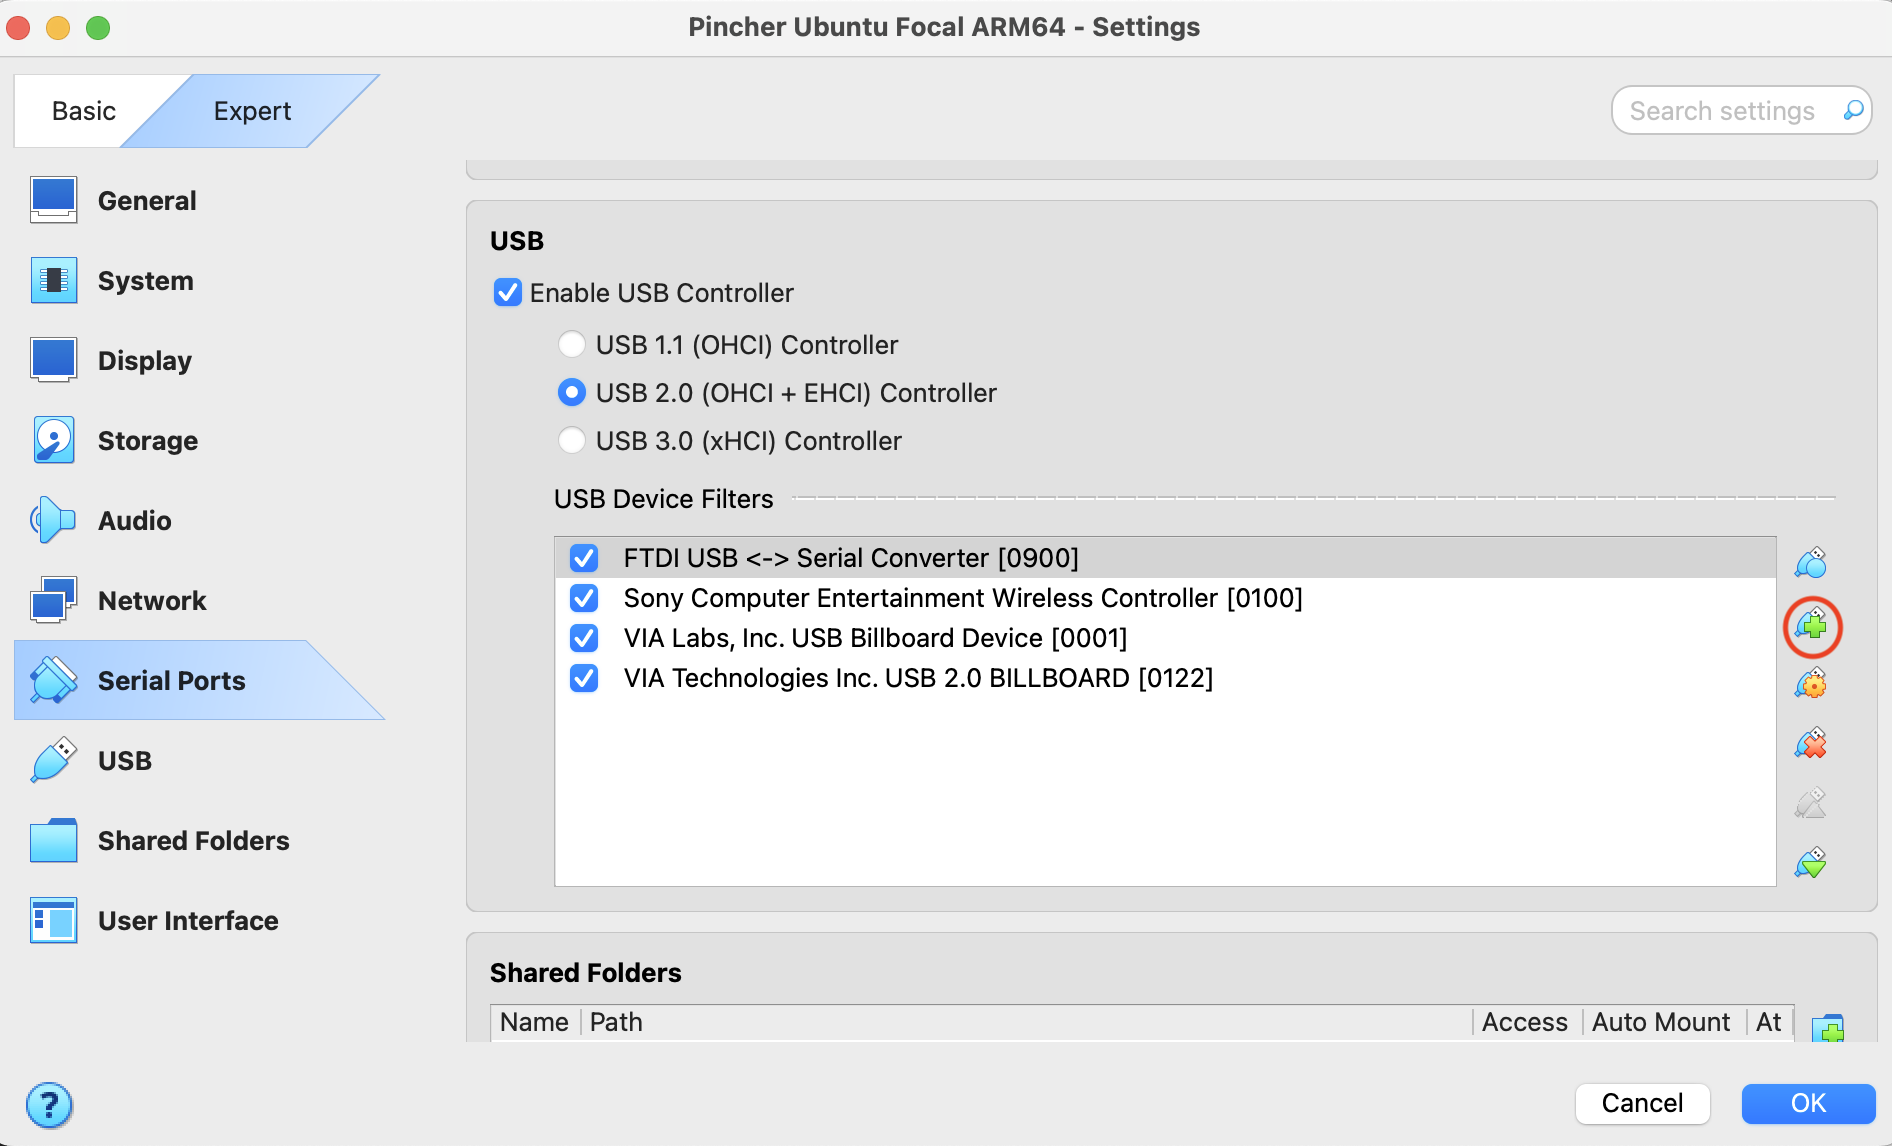 Pincher Ubuntu Focal ARM64 - Settings
Basic
Expert
Search settings
General
System
Display
Storage
Audio
Network
Serial Ports
USB
Shared Folders
User Interface
USB
Enable USB Controller
USB 1.1 (OHCI) Controller
USB 2.0 (OHCI + EHCI) Controller
USB 3.0 (xHCI) Controller
USB Device Filters
FTDI USB <-> Serial Converter [0900]
Sony Computer Entertainment Wireless Controller [0100]
VIA Labs, Inc. USB Billboard Device [0001]
VIA Technologies Inc. USB 2.0 BILLBOARD [0122]
Shared Folders
Name Path Access Auto Mount At
?
Cancel
OK